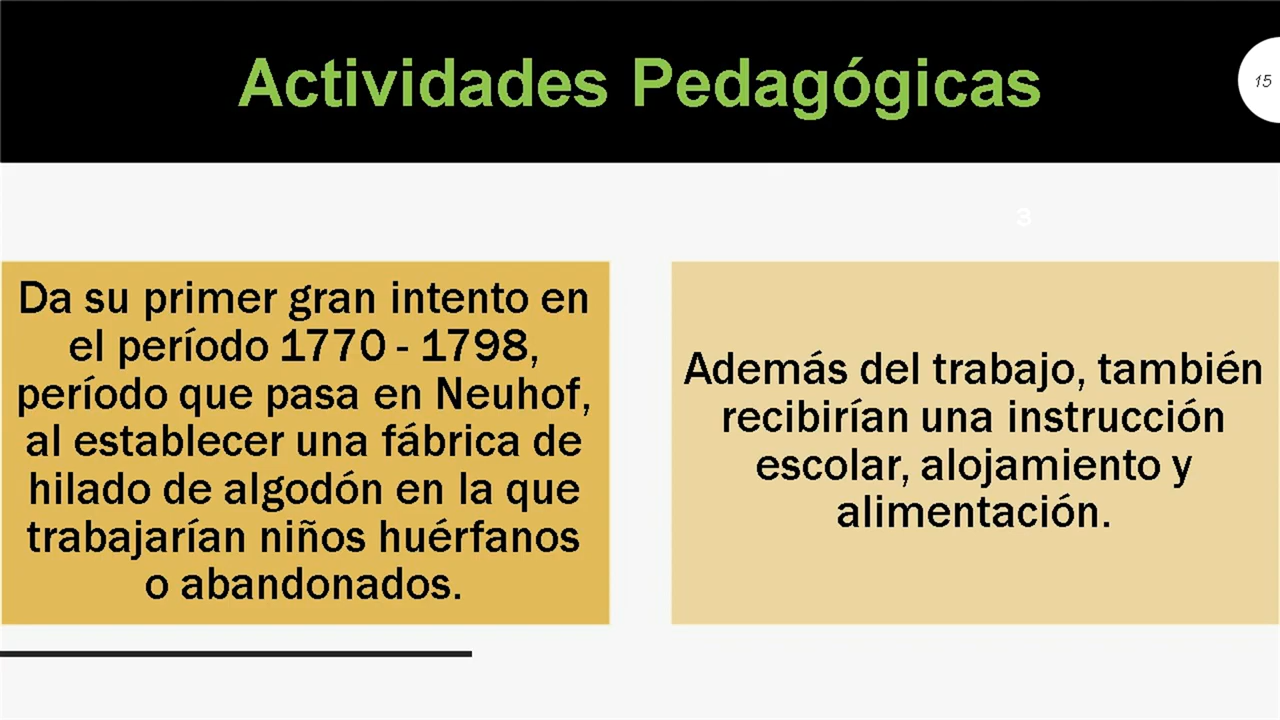 Actividades Pedagógicas
15
3
Da su primer gran intento en
el período 1770 - 1798,
período que pasa en Neuhof,
al establecer una fábrica de
hilado de algodón en la que
trabajarían niños huérfanos
o abandonados.
Además del trabajo, también
recibirían una instrucción
escolar, alojamiento y
alimentación.